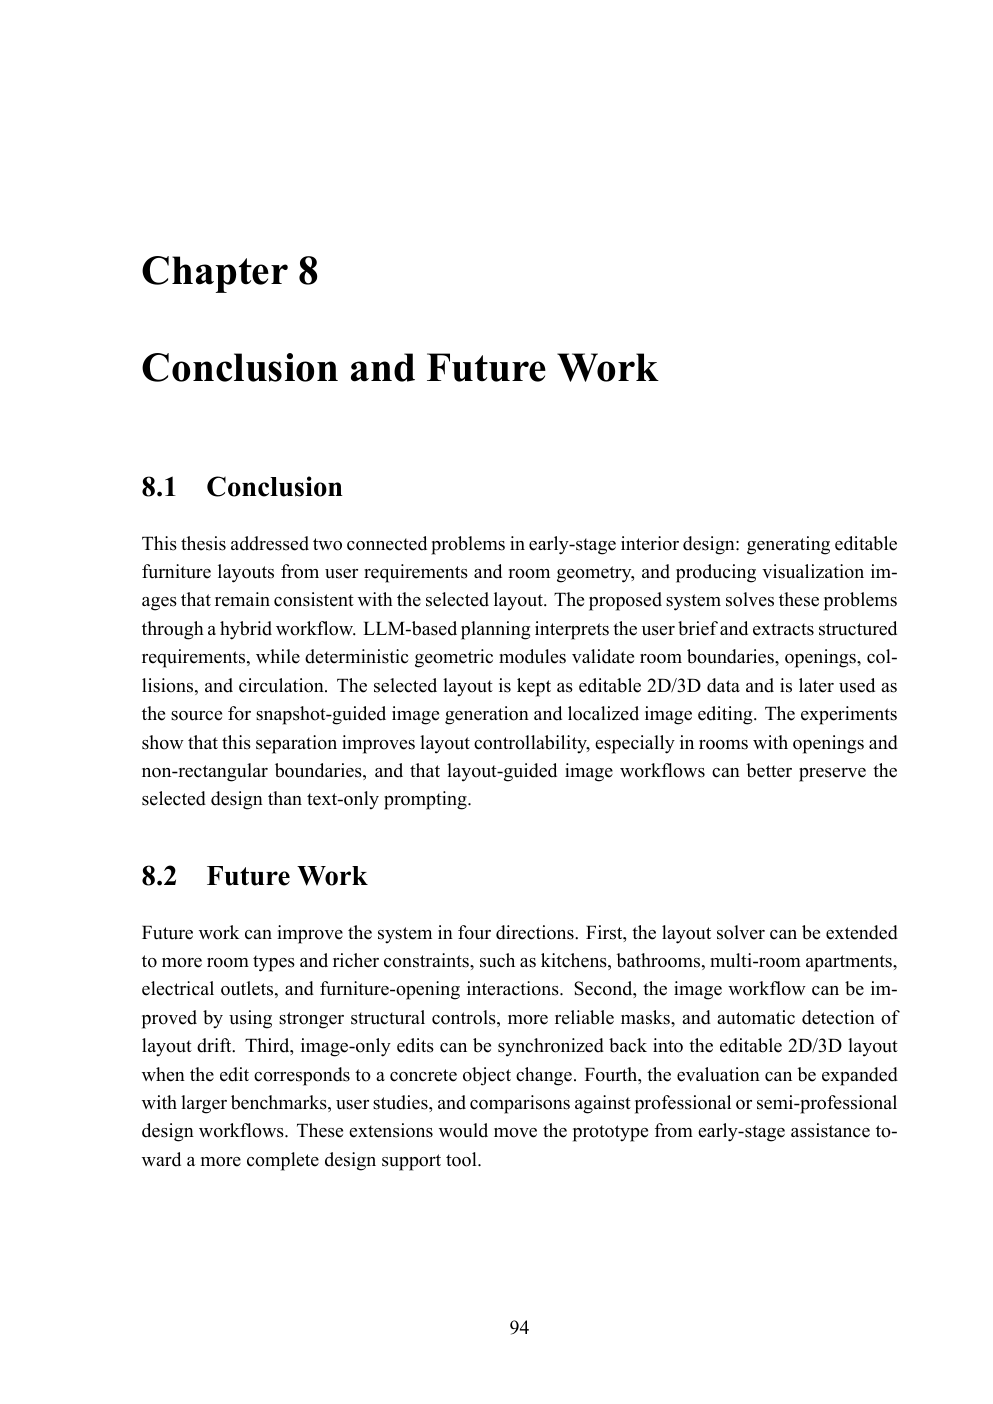 Chapter 8
Conclusion and Future Work
8.1 Conclusion
This thesis addressed two connected problems in early-stage interior design: generating editable
furniture layouts from user requirements and room geometry, and producing visualization im-
ages that remain consistent with the selected layout. The proposed system solves these problems
through a hybrid workflow. LLM-based planning interprets the user brief and extracts structured
requirements, while deterministic geometric modules validate room boundaries, openings, col-
lisions, and circulation. The selected layout is kept as editable 2D/3D data and is later used as
the source for snapshot-guided image generation and localized image editing. The experiments
show that this separation improves layout controllability, especially in rooms with openings and
non-rectangular boundaries, and that layout-guided image workflows can better preserve the
selected design than text-only prompting.
8.2 Future Work
Future work can improve the system in four directions. First, the layout solver can be extended
to more room types and richer constraints, such as kitchens, bathrooms, multi-room apartments,
electrical outlets, and furniture-opening interactions. Second, the image workflow can be im-
proved by using stronger structural controls, more reliable masks, and automatic detection of
layout drift. Third, image-only edits can be synchronized back into the editable 2D/3D layout
when the edit corresponds to a concrete object change. Fourth, the evaluation can be expanded
with larger benchmarks, user studies, and comparisons against professional or semi-professional
design workflows. These extensions would move the prototype from early-stage assistance to-
ward a more complete design support tool.
94